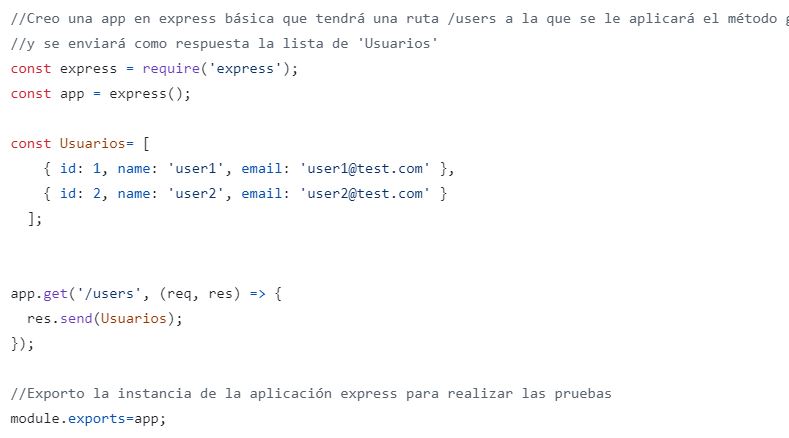 //Creo una app en express básica que tendrá una ruta /users a la que se le aplicará el método
//y se enviará como respuesta la lista de 'Usuarios'
const express = require('express');
const app = express();
const Usuarios= [
    { id: 1, name: 'user1', email: 'user1@test.com' },
    { id: 2, name: 'user2', email: 'user2@test.com' }
  ];
app.get('/users', (req, res) => {
  res.send(Usuarios);
});
//Exporto la instancia de la aplicación express para realizar las pruebas
module.exports=app;